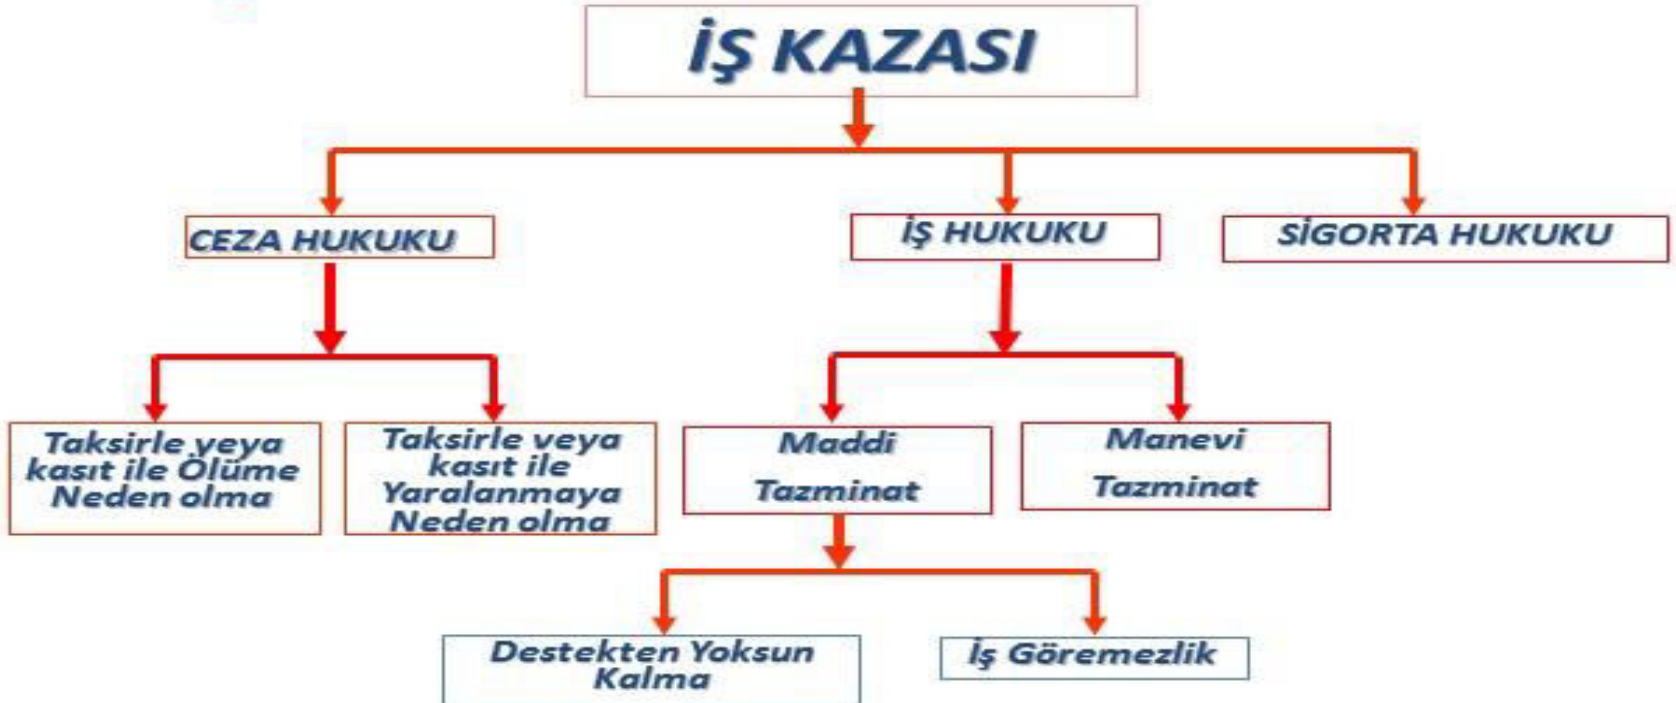 İŞ KAZASI
CEZA HUKUKU
İŞ HUKUKU
SİGORTA HUKUKU
Taksirle veya
kasıt ile Ölüme
Neden olma
Taksirle veya
kasıt ile
Yaralanmaya
Neden olma
Maddi
Tazminat
Manevi
Tazminat
Destekten Yoksun
Kalma
İş Göremezlik